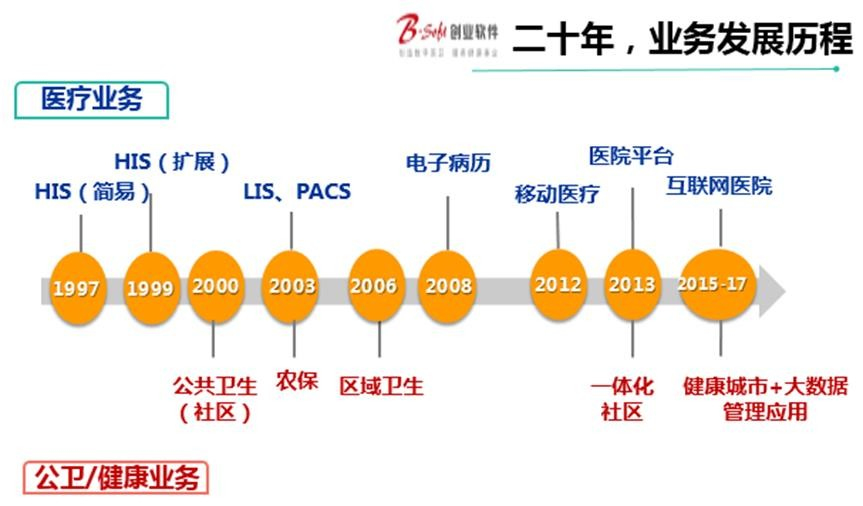 B-Soft 创业软件
二十年，业务发展历程
医疗业务
HIS（扩展）
HIS（简易）
LIS、PACS
电子病历
移动医疗
医院平台
互联网医院
1997
1999
2000
2003
2006
2008
2012
2013
2015-17
公共卫生
（社区）
农保
区域卫生
一体化
社区
健康城市+大数据
管理应用
公卫/健康业务